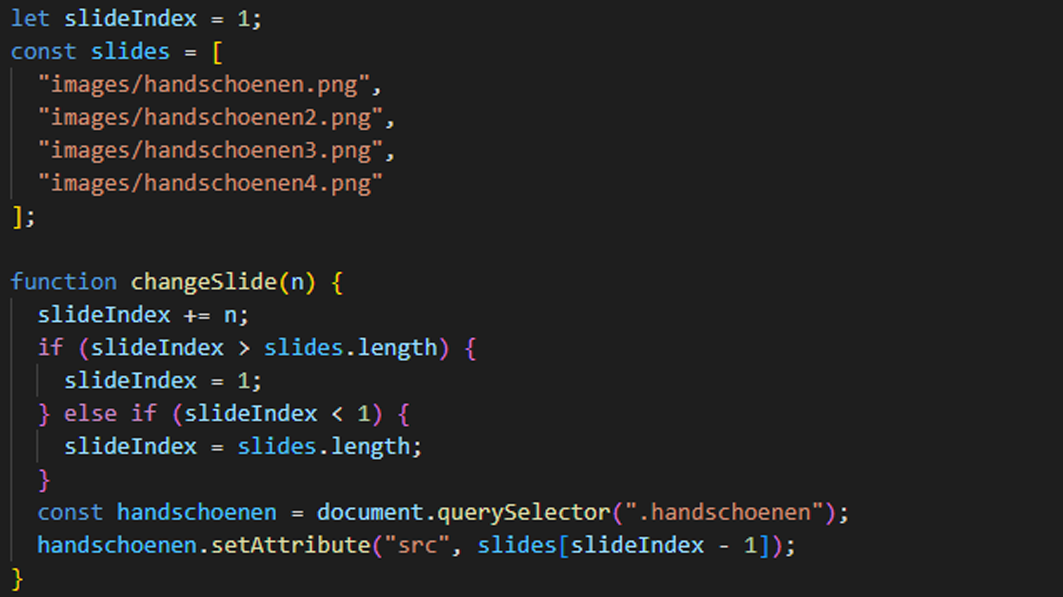 let slideIndex = 1;
const slides = [
  "images/handschoenen.png",
  "images/handschoenen2.png",
  "images/handschoenen3.png",
  "images/handschoenen4.png"
];

function changeSlide(n) {
  slideIndex += n;
  if (slideIndex > slides.length) {
    slideIndex = 1;
  } else if (slideIndex < 1) {
    slideIndex = slides.length;
  }
  const handschoenen = document.querySelector(".handschoenen");
  handschoenen.setAttribute("src", slides[slideIndex - 1]);
}